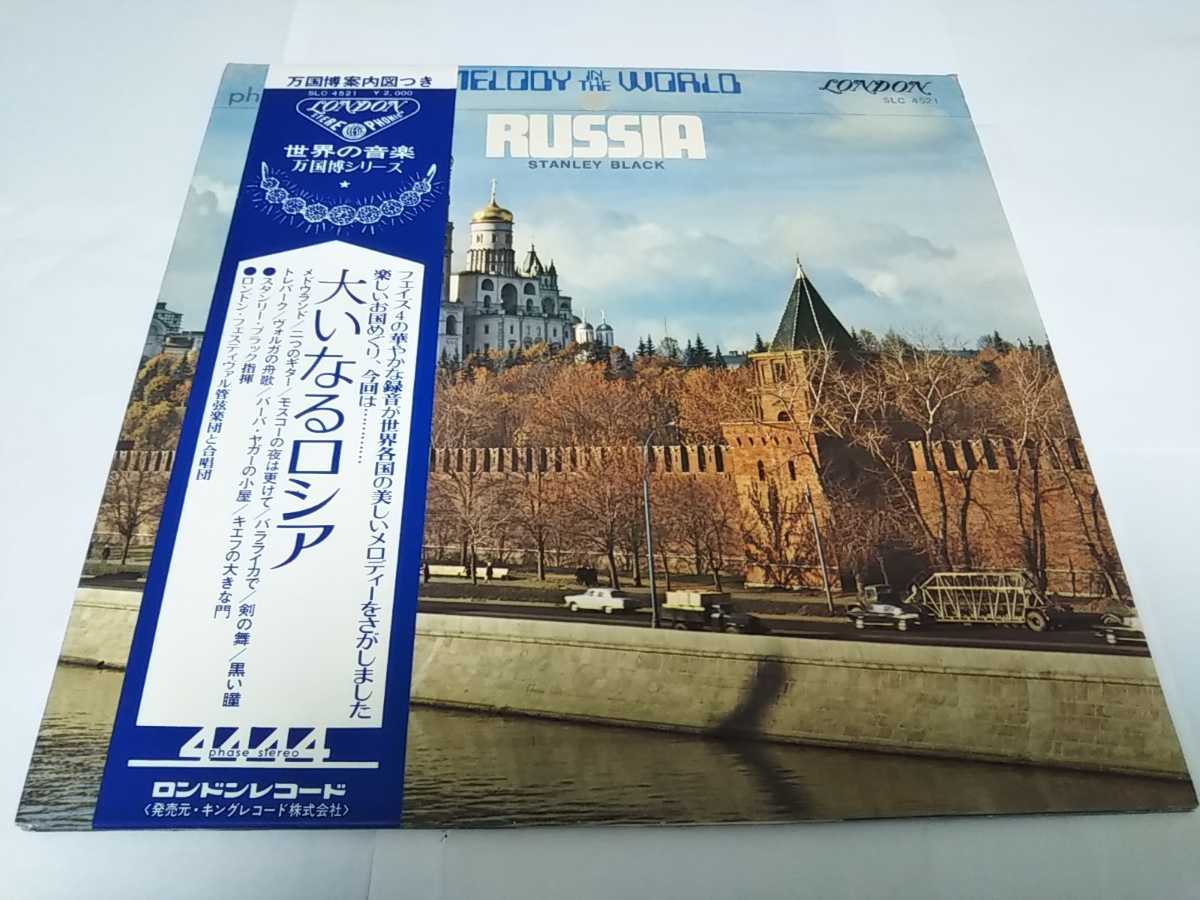 万国博案内図つき
SLC 4521 ¥2,000
LONDON
STEREOPHONIC
世界の音楽
万国博シリーズ
フェイズ4の華やかな録音が世界各国の美しいメロディーをさがしました
楽しいお国めぐり、今回は…………
大いなるロシア
メドウランド/二つのギター/モスコーの夜は更けて/バラライカで/剣の舞/黒い瞳
トレパーク/ヴォルガの舟歌/バーバ・ヤガーの小屋/キエフの大きな門
●スタンリー・ブラック指揮
●ロンドン・フェスティヴァル管弦楽団と合唱団
4444
phase stereo
ロンドンレコード
〈発売元・キングレコード株式会社〉
ph
MELODY IN THE WORLD
LONDON
SLC 4521
RUSSIA
STANLEY BLACK